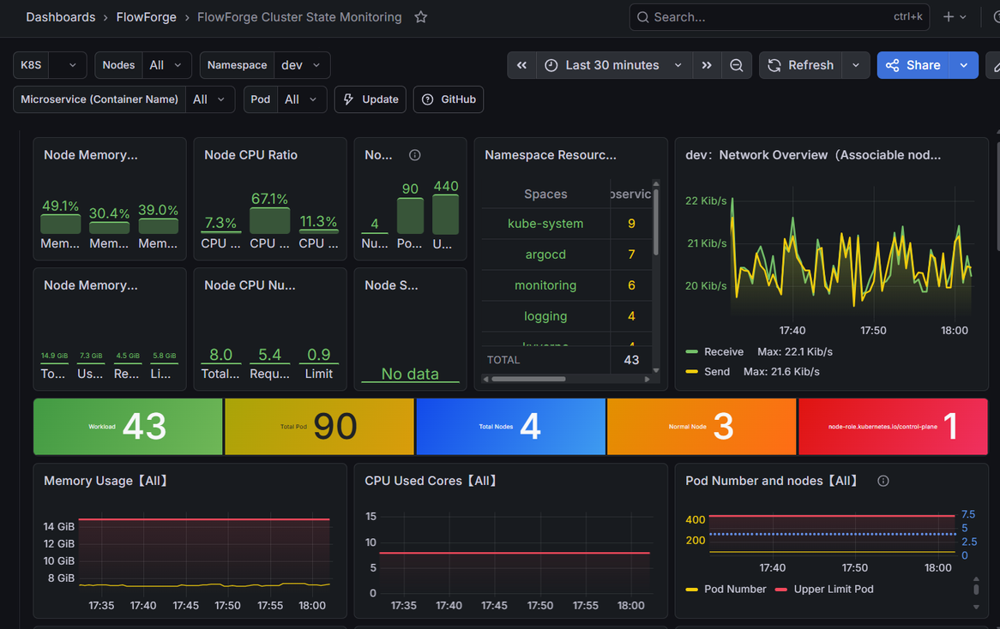 Dashboards › FlowForge › FlowForge Cluster State Monitoring
Search... ctrl+k
K8S Nodes All Namespace dev
Last 30 minutes Refresh Share
Microservice (Container Name) All Pod All Update GitHub
Node Memory...
49.1% 30.4% 39.0%
Mem... Mem... Mem...
Node CPU Ratio
7.3% 67.1% 11.3%
CPU ... CPU ... CPU ...
No...
4 90 440
Nu... Po... U...
Namespace Resourc...
Spaces oservic
kube-system 9
argocd 7
monitoring 6
logging 4
TOTAL 43
dev：Network Overview（Associable nod...
22 Kib/s
21 Kib/s
20 Kib/s
17:40 17:50 18:00
Receive Max: 22.1 Kib/s
Send Max: 21.6 Kib/s
Node Memory...
14.9 GiB 7.3 GiB 4.5 GiB 5.8 GiB
To... Us... Re... Li...
Node CPU Nu...
8.0 5.4 0.9
Total... Requ... Limit
Node S...
No data
Workload 43
Total Pod 90
Total Nodes 4
Normal Node 3
node-role.kubernetes.io/control-plane 1
Memory Usage【All】
14 GiB
12 GiB
10 GiB
8 GiB
17:35 17:40 17:45 17:50 17:55 18:00
CPU Used Cores【All】
15
10
5
0
17:35 17:40 17:45 17:50 17:55 18:00
Pod Number and nodes【All】
400
200
7.5
5
2.5
0
17:40 17:50 18:00
Pod Number Upper Limit Pod